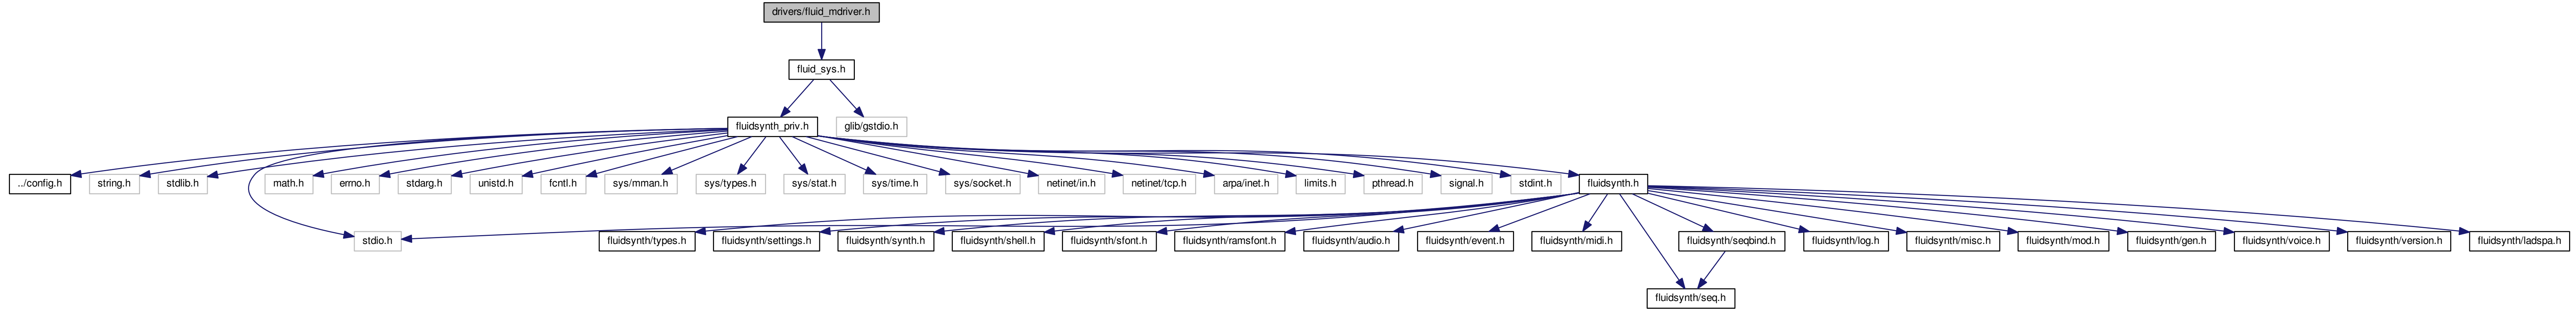 drivers/fluid_mdriver.h
fluid_sys.h
fluidsynth_priv.h
glib/gstdio.h
../config.h
string.h
stdlib.h
math.h
errno.h
stdarg.h
unistd.h
fcntl.h
sys/mman.h
sys/types.h
sys/stat.h
sys/time.h
sys/socket.h
netinet/in.h
netinet/tcp.h
arpa/inet.h
limits.h
pthread.h
signal.h
stdint.h
fluidsynth.h
stdio.h
fluidsynth/types.h
fluidsynth/settings.h
fluidsynth/synth.h
fluidsynth/shell.h
fluidsynth/sfont.h
fluidsynth/ramsfont.h
fluidsynth/audio.h
fluidsynth/event.h
fluidsynth/midi.h
fluidsynth/seqbind.h
fluidsynth/log.h
fluidsynth/misc.h
fluidsynth/mod.h
fluidsynth/gen.h
fluidsynth/voice.h
fluidsynth/version.h
fluidsynth/ladspa.h
fluidsynth/seq.h